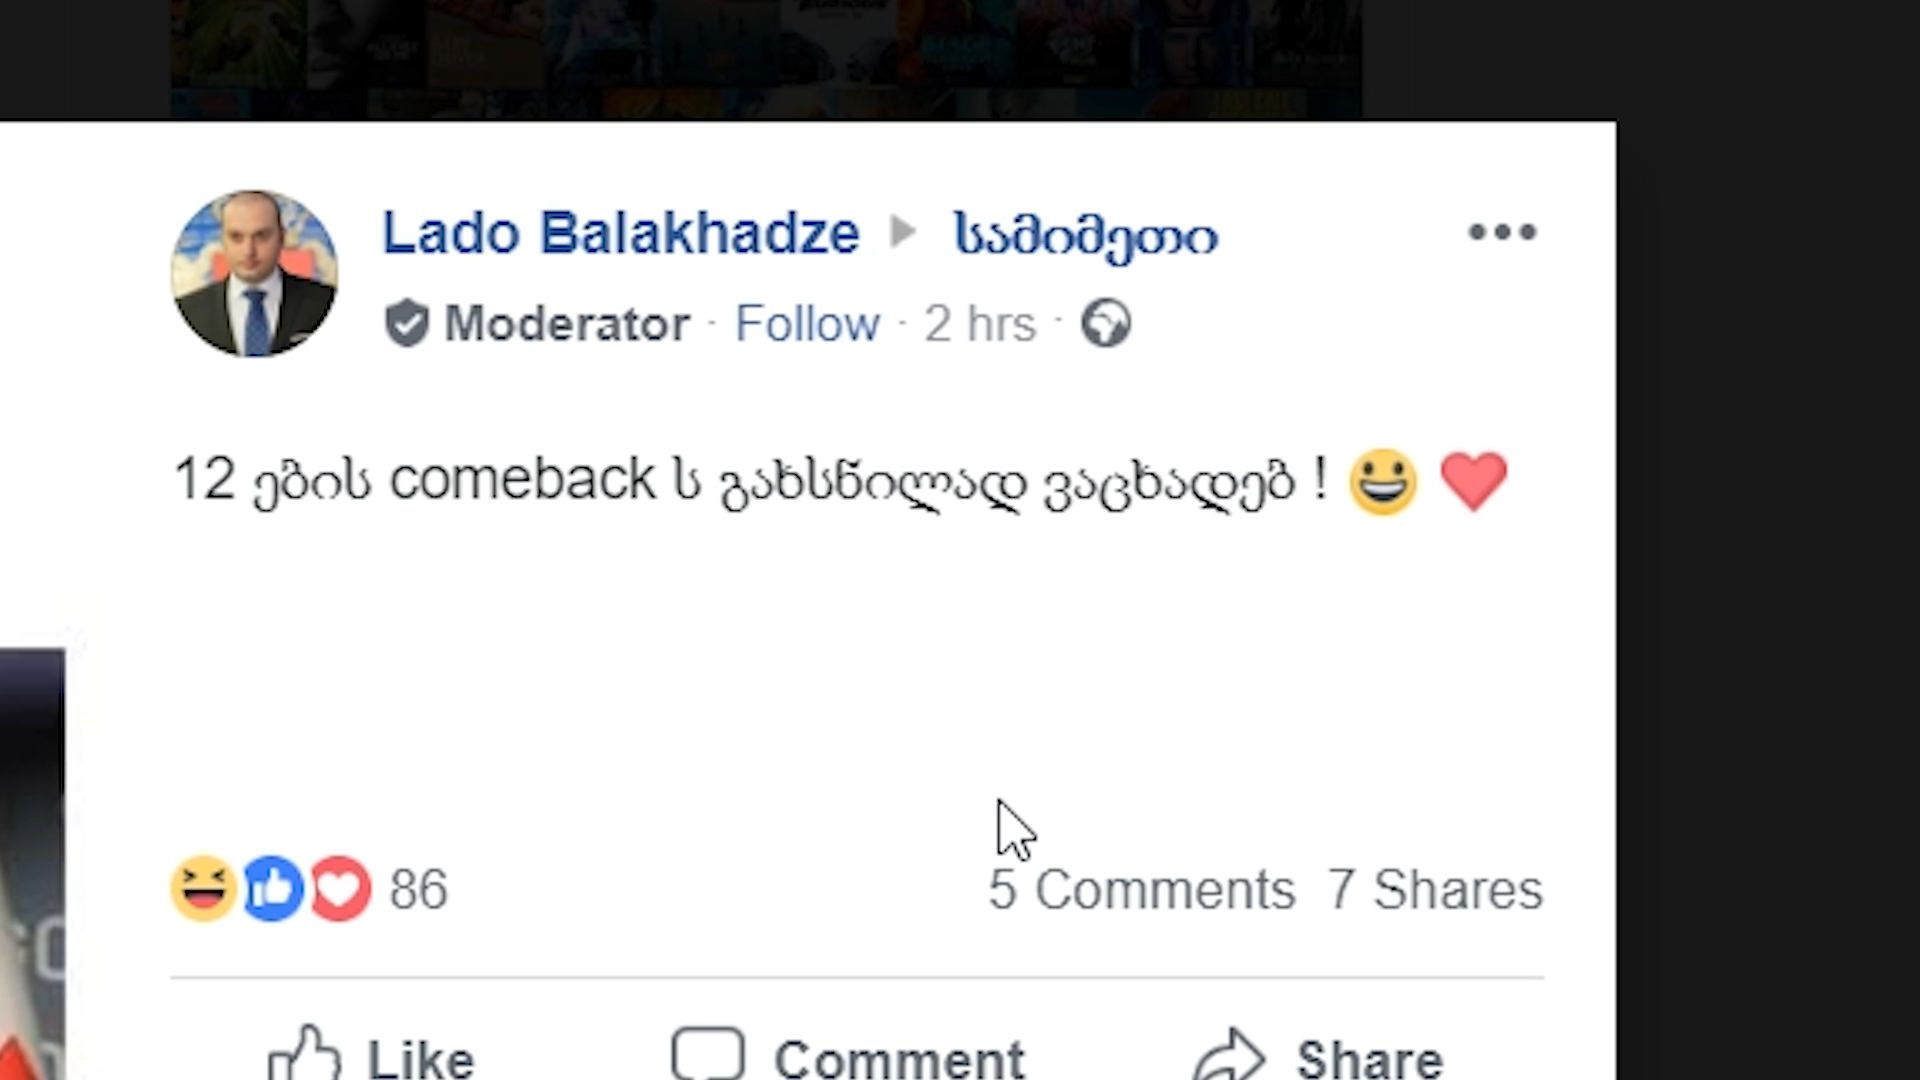 Lado Balakhadze ▸ სამიმეთი
Moderator · Follow · 2 hrs ·
12 ების comeback ს გახსნილად ვაცხადებ ! 😃 ❤️
86 5 Comments 7 Shares
Like Comment Share